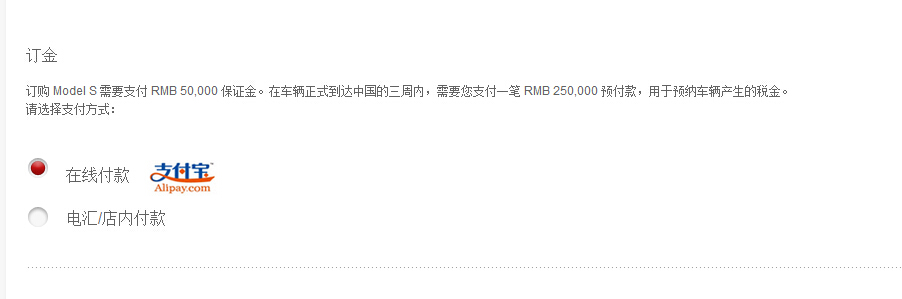 订金
订购 Model S 需要支付 RMB 50,000 保证金。在车辆正式到达中国的三周内，需要您支付一笔 RMB 250,000 预付款，用于预纳车辆产生的税金。
请选择支付方式：
在线付款 支付宝™
Alipay.com
电汇/店内付款